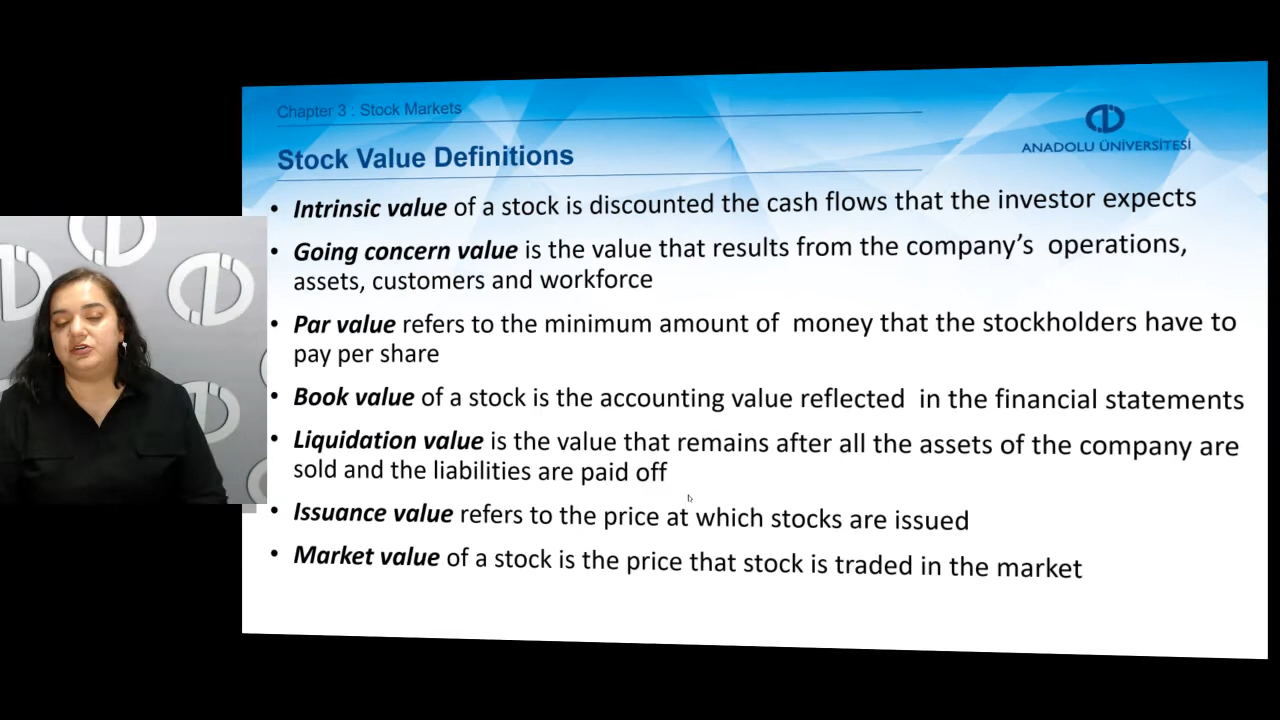 Chapter 3 : Stock Markets
ANADOLU ÜNİVERSİTESİ
Stock Value Definitions
• Intrinsic value of a stock is discounted the cash flows that the investor expects
• Going concern value is the value that results from the company's operations,
assets, customers and workforce
• Par value refers to the minimum amount of money that the stockholders have to
pay per share
• Book value of a stock is the accounting value reflected in the financial statements
• Liquidation value is the value that remains after all the assets of the company are
sold and the liabilities are paid off
• Issuance value refers to the price at which stocks are issued
• Market value of a stock is the price that stock is traded in the market